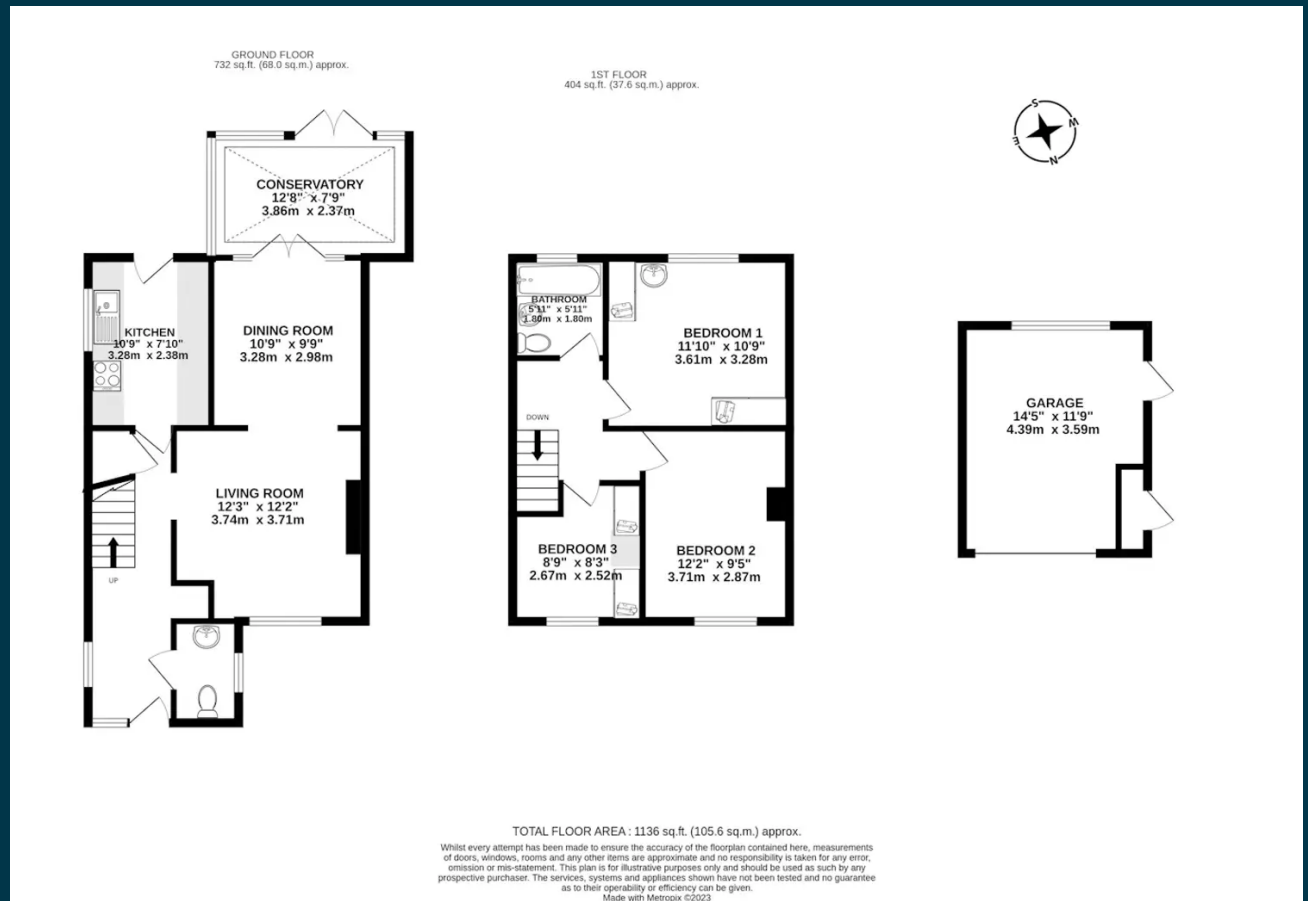 GROUND FLOOR
732 sq.ft. (68.0 sq.m.) approx.
1ST FLOOR
404 sq.ft. (37.6 sq.m.) approx.
S
W
E
N
CONSERVATORY
12'8" x 7'9"
3.86m x 2.37m
KITCHEN
10'9" x 7'10"
3.28m x 2.38m
DINING ROOM
10'9" x 9'9"
3.28m x 2.98m
LIVING ROOM
12'3" x 12'2"
3.74m x 3.71m
UP
BATHROOM
5'11" x 5'11"
1.80m x 1.80m
BEDROOM 1
11'10" x 10'9"
3.61m x 3.28m
DOWN
BEDROOM 3
8'9" x 8'3"
2.67m x 2.52m
BEDROOM 2
12'2" x 9'5"
3.71m x 2.87m
GARAGE
14'5" x 11'9"
4.39m x 3.59m
TOTAL FLOOR AREA : 1136 sq.ft. (105.6 sq.m.) approx.
Whilst every attempt has been made to ensure the accuracy of the floorplan contained here, measurements
of doors, windows, rooms and any other items are approximate and no responsibility is taken for any error,
omission or mis-statement. This plan is for illustrative purposes only and should be used as such by any
prospective purchaser. The services, systems and appliances shown have not been tested and no guarantee
as to their operability or efficiency can be given.
Made with Metropix ©2023